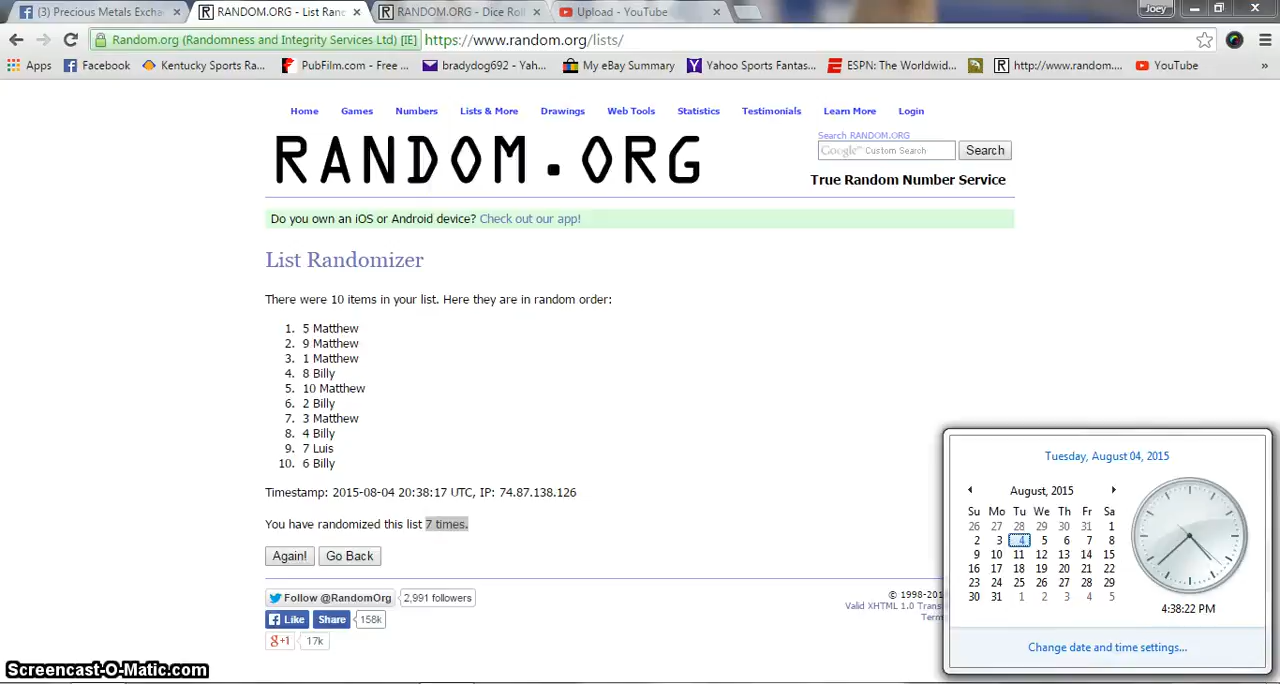 (3) Precious Metals Excha
RANDOM.ORG - List Ran
RANDOM.ORG - Dice Roll
Upload - YouTube
Joey
Random.org (Randomness and Integrity Services Ltd) [IE]
https://www.random.org/lists/
Apps
Facebook
Kentucky Sports Ra...
PubFilm.com - Free ...
bradydog692 - Yah...
My eBay Summary
Yahoo Sports Fantas...
ESPN: The Worldwid...
http://www.random....
YouTube
»
Home Games Numbers Lists & More Drawings Web Tools Statistics Testimonials Learn More Login
RANDOM.ORG
Search RANDOM.ORG
Google™ Custom Search
Search
True Random Number Service
Do you own an iOS or Android device? Check out our app!
List Randomizer
There were 10 items in your list. Here they are in random order:
1. 5 Matthew
2. 9 Matthew
3. 1 Matthew
4. 8 Billy
5. 10 Matthew
6. 2 Billy
7. 3 Matthew
8. 4 Billy
9. 7 Luis
10. 6 Billy
Timestamp: 2015-08-04 20:38:17 UTC, IP: 74.87.138.126
You have randomized this list 7 times.
Again! Go Back
Follow @RandomOrg 2,991 followers
Like Share 158k
g+1 17k
© 1998-201
Valid XHTML 1.0 Trans
Term
Tuesday, August 04, 2015
August, 2015
Su Mo Tu We Th Fr Sa
26 27 28 29 30 31 1
2 3 4 5 6 7 8
9 10 11 12 13 14 15
16 17 18 19 20 21 22
23 24 25 26 27 28 29
30 31 1 2 3 4 5
4:38:22 PM
Change date and time settings...
Screencast-O-Matic.com